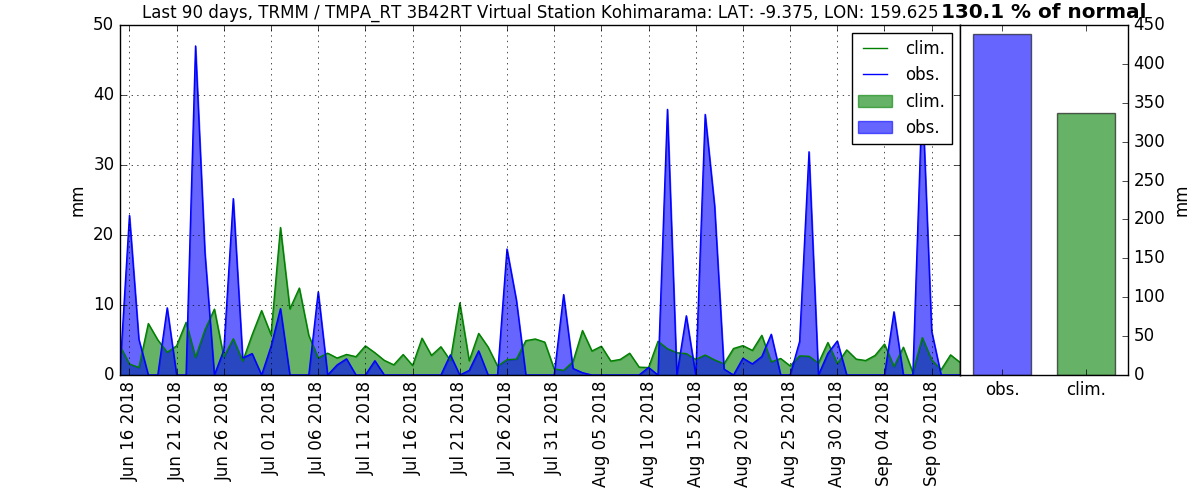 Last 90 days, TRMM / TMPA_RT 3B42RT Virtual Station Kohimarama: LAT: -9.375, LON: 159.625
130.1 % of normal
50
40
30
20
10
0
mm
clim.
obs.
clim.
obs.
450
400
350
300
250
200
150
100
50
0
mm
Jun 16 2018
Jun 21 2018
Jun 26 2018
Jul 01 2018
Jul 06 2018
Jul 11 2018
Jul 16 2018
Jul 21 2018
Jul 26 2018
Jul 31 2018
Aug 05 2018
Aug 10 2018
Aug 15 2018
Aug 20 2018
Aug 25 2018
Aug 30 2018
Sep 04 2018
Sep 09 2018
obs.
clim.